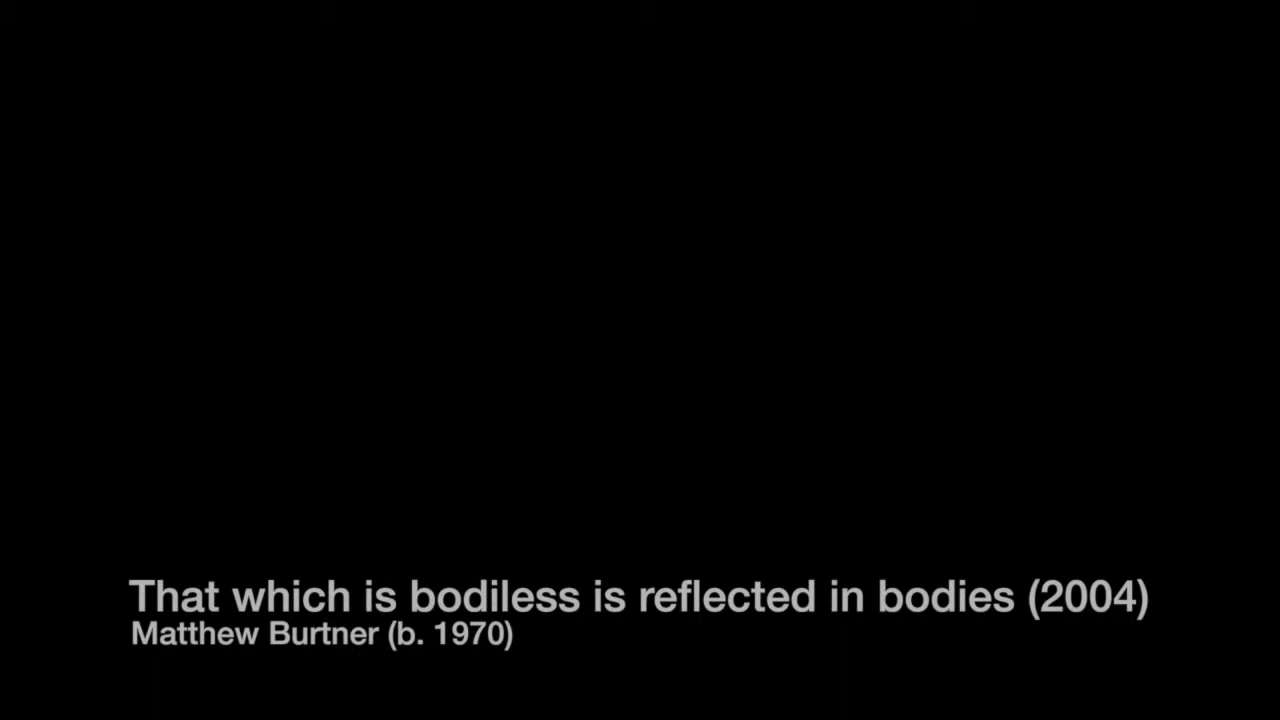 That which is bodiless is reflected in bodies (2004)
Matthew Burtner (b. 1970)